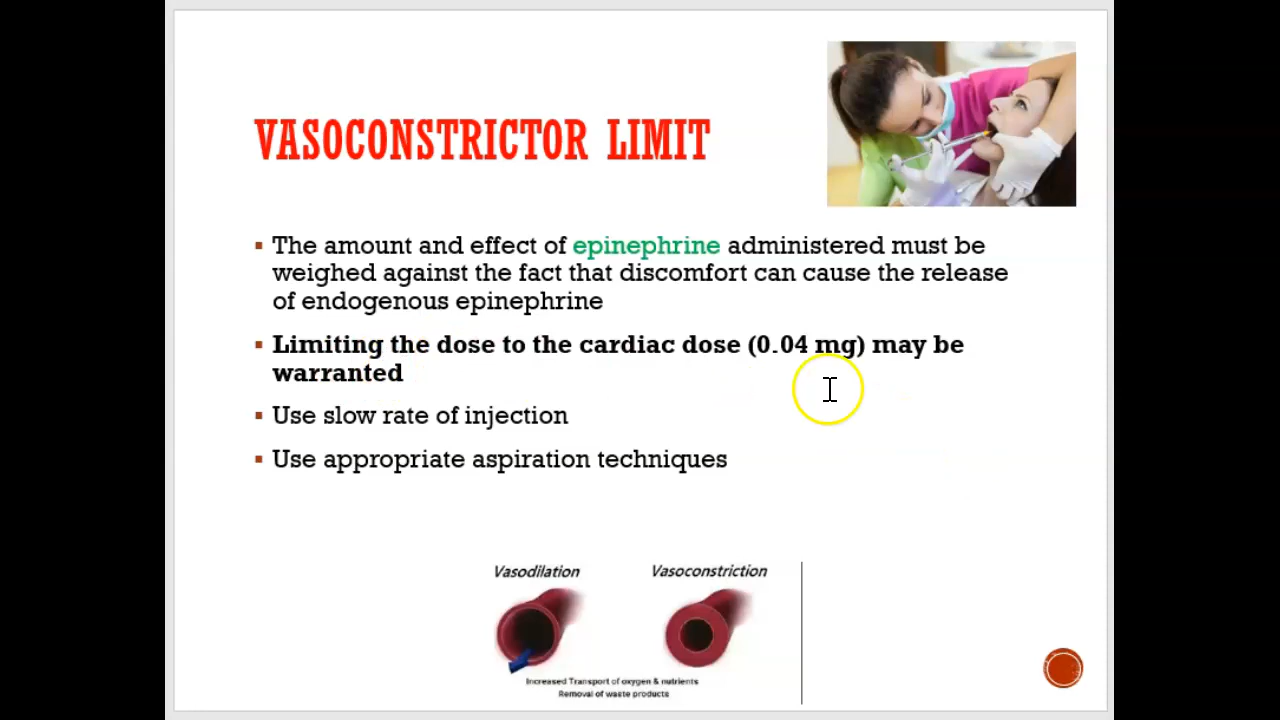 VASOCONSTRICTOR LIMIT
The amount and effect of epinephrine administered must be
weighed against the fact that discomfort can cause the release
of endogenous epinephrine
Limiting the dose to the cardiac dose (0.04 mg) may be
warranted
Use slow rate of injection
Use appropriate aspiration techniques
Vasodilation
Vasoconstriction
Increased Transport of oxygen & nutrients
Removal of waste products